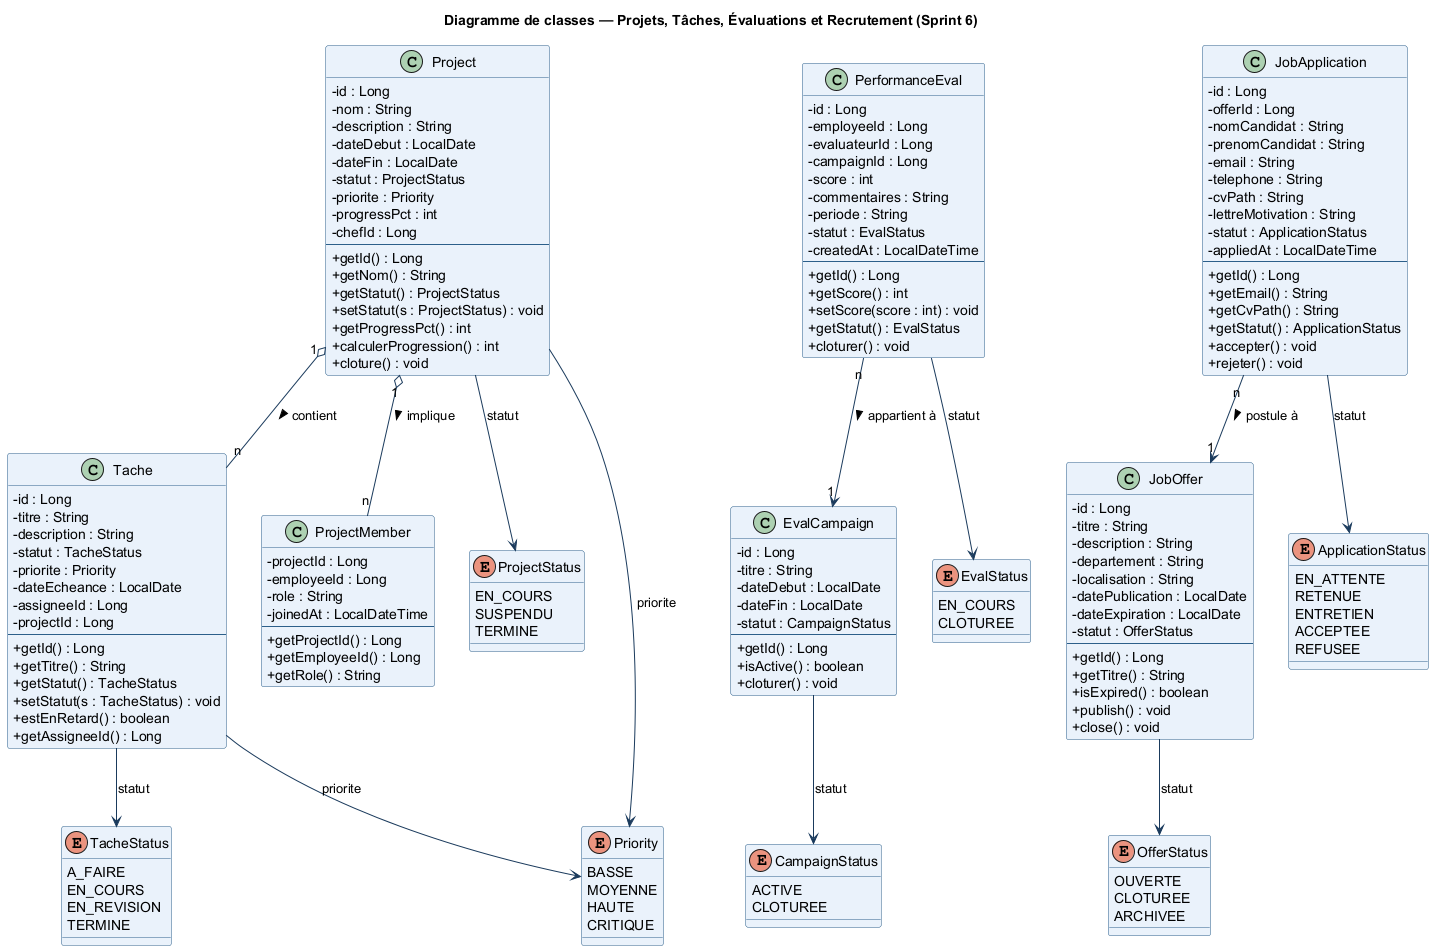 Diagramme de classes — Projets, Tâches, Évaluations et Recrutement (Sprint 6)
C Project
-id : Long
-nom : String
-description : String
-dateDebut : LocalDate
-dateFin : LocalDate
-statut : ProjectStatus
-priorite : Priority
-progressPct : int
-chefId : Long
+getId() : Long
+getNom() : String
+getStatut() : ProjectStatus
+setStatut(s : ProjectStatus) : void
+getProgressPct() : int
+calculerProgression() : int
+cloture() : void
C PerformanceEval
-id : Long
-employeeId : Long
-evaluateurId : Long
-campaignId : Long
-score : int
-commentaires : String
-periode : String
-statut : EvalStatus
-createdAt : LocalDateTime
+getId() : Long
+getScore() : int
+setScore(score : int) : void
+getStatut() : EvalStatus
+cloturer() : void
C JobApplication
-id : Long
-offerId : Long
-nomCandidat : String
-prenomCandidat : String
-email : String
-telephone : String
-cvPath : String
-lettreMotivation : String
-statut : ApplicationStatus
-appliedAt : LocalDateTime
+getId() : Long
+getEmail() : String
+getCvPath() : String
+getStatut() : ApplicationStatus
+accepter() : void
+rejeter() : void
1
contient
n
1
implique
n
statut
priorite
n
appartient à
1
statut
n
postule à
1
statut
C Tache
-id : Long
-titre : String
-description : String
-statut : TacheStatus
-priorite : Priority
-dateEcheance : LocalDate
-assigneeId : Long
-projectId : Long
+getId() : Long
+getTitre() : String
+getStatut() : TacheStatus
+setStatut(s : TacheStatus) : void
+estEnRetard() : boolean
+getAssigneeId() : Long
C ProjectMember
-projectId : Long
-employeeId : Long
-role : String
-joinedAt : LocalDateTime
+getProjectId() : Long
+getEmployeeId() : Long
+getRole() : String
E ProjectStatus
EN_COURS
SUSPENDU
TERMINE
C EvalCampaign
-id : Long
-titre : String
-dateDebut : LocalDate
-dateFin : LocalDate
-statut : CampaignStatus
+getId() : Long
+isActive() : boolean
+cloturer() : void
E EvalStatus
EN_COURS
CLOTUREE
C JobOffer
-id : Long
-titre : String
-description : String
-departement : String
-localisation : String
-datePublication : LocalDate
-dateExpiration : LocalDate
-statut : OfferStatus
+getId() : Long
+getTitre() : String
+isExpired() : boolean
+publish() : void
+close() : void
E ApplicationStatus
EN_ATTENTE
RETENUE
ENTRETIEN
ACCEPTEE
REFUSEE
statut
priorite
statut
statut
E TacheStatus
A_FAIRE
EN_COURS
EN_REVISION
TERMINE
E Priority
BASSE
MOYENNE
HAUTE
CRITIQUE
E CampaignStatus
ACTIVE
CLOTUREE
E OfferStatus
OUVERTE
CLOTUREE
ARCHIVEE